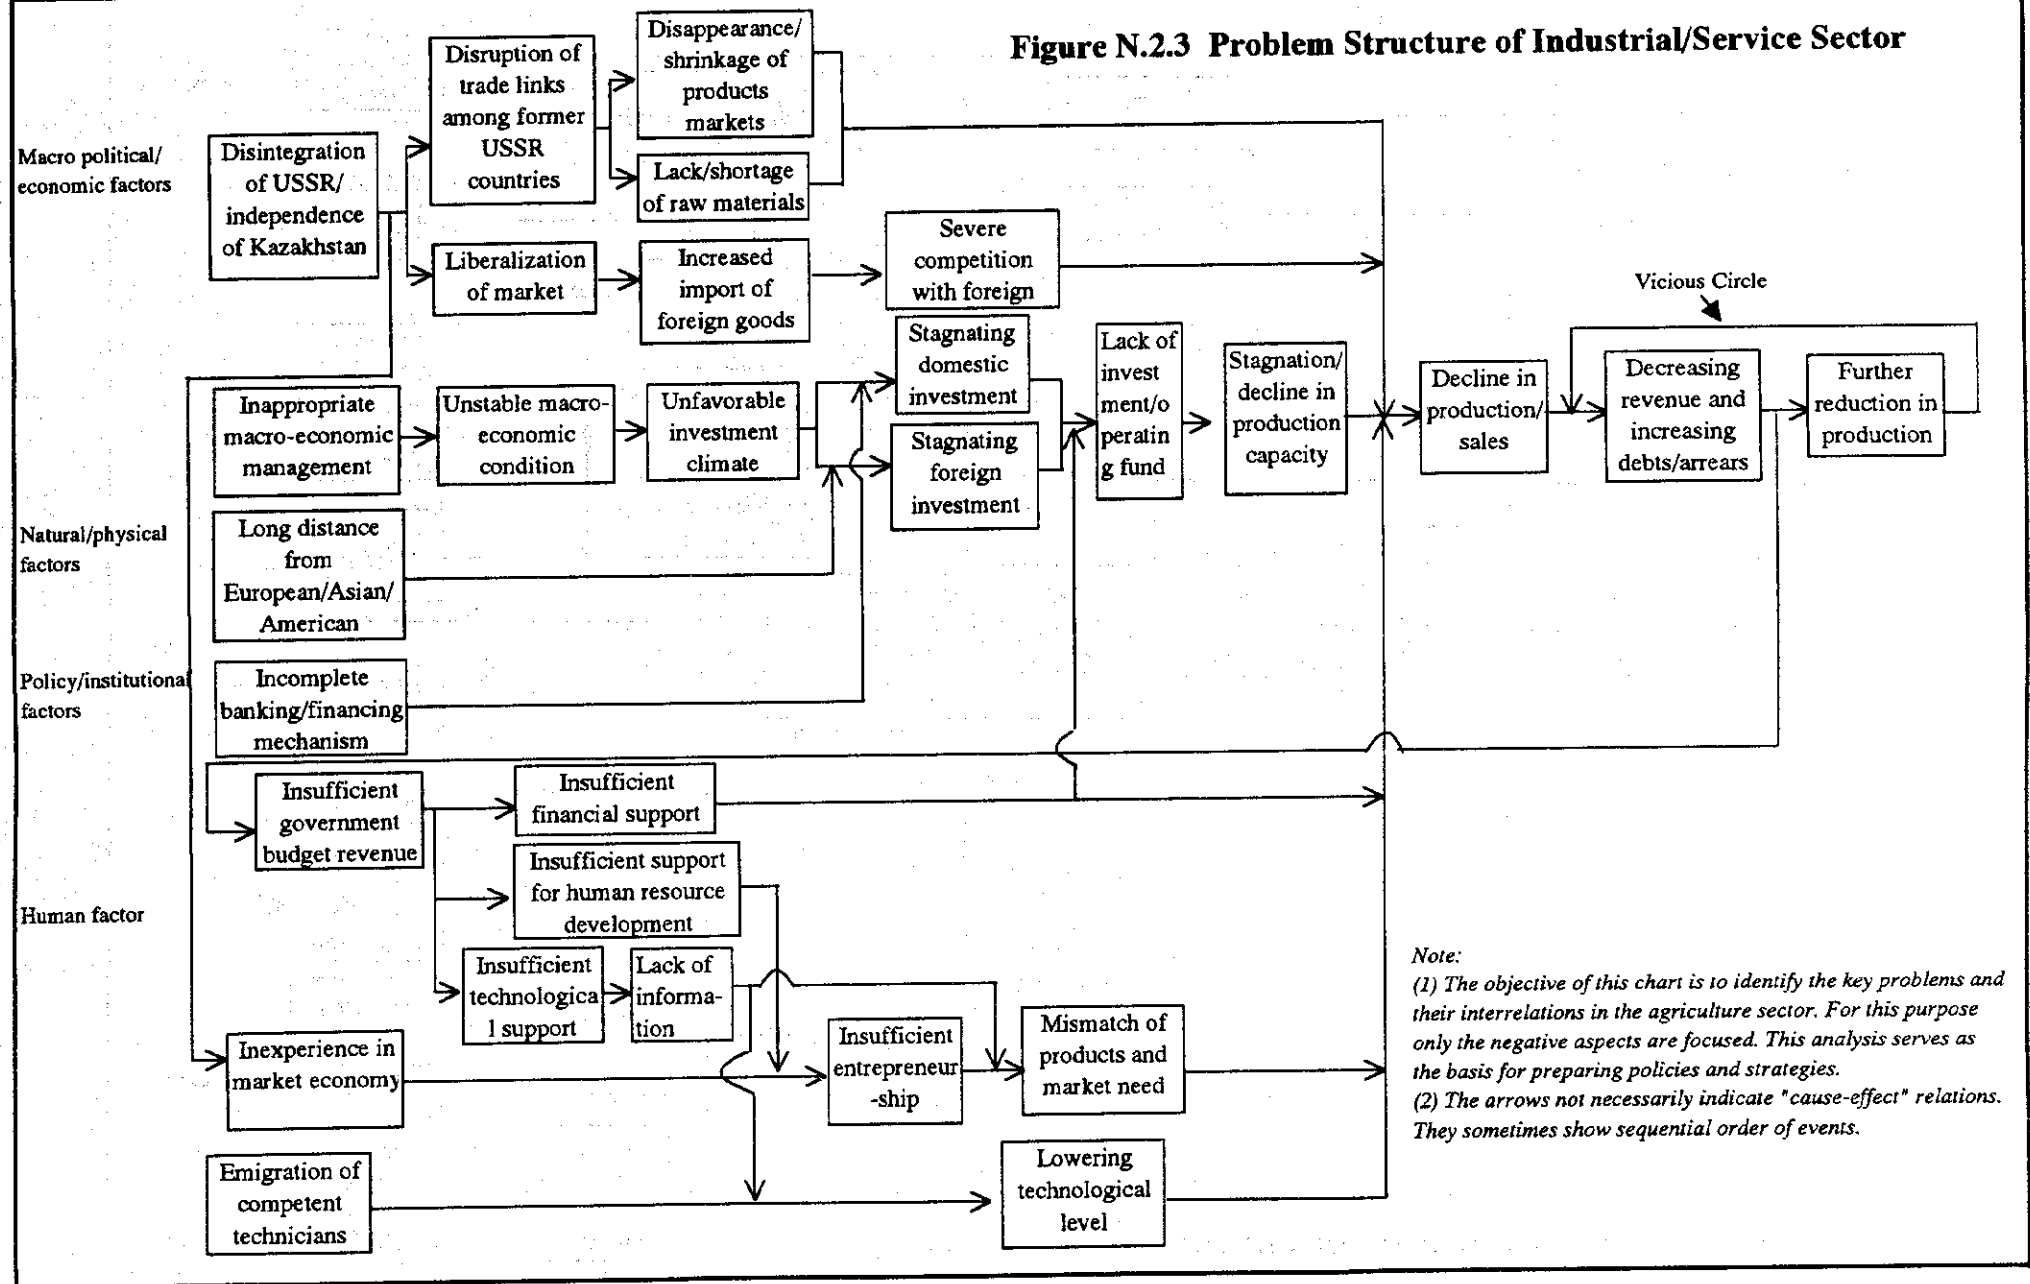 Figure N.2.3 Problem Structure of Industrial/Service Sector
Macro political/
economic factors
Disintegration
of USSR/
independence
of Kazakhstan
Disruption of
trade links
among former
USSR
countries
Disappearance/
shrinkage of
products
markets
Lack/shortage
of raw materials
Liberalization
of market
Increased
import of
foreign goods
Severe
competition
with foreign
Inappropriate
macro-economic
management
Unstable macro-
economic
condition
Unfavorable
investment
climate
Stagnating
domestic
investment
Stagnating
foreign
investment
Lack of
invest
ment/o
peratin
g fund
Stagnation/
decline in
production
capacity
Decline in
production/
sales
Vicious Circle
Decreasing
revenue and
increasing
debts/arrears
Further
reduction in
production
Natural/physical
factors
Long distance
from
European/Asian/
American
Policy/institutional
factors
Incomplete
banking/financing
mechanism
Insufficient
government
budget revenue
Insufficient
financial support
Insufficient support
for human resource
development
Human factor
Insufficient
technologica
l support
Lack of
informa-
tion
Inexperience in
market economy
Insufficient
entrepreneur
-ship
Mismatch of
products and
market need
Emigration of
competent
technicians
Lowering
technological
level
Note:
(1) The objective of this chart is to identify the key problems and
their interrelations in the agriculture sector. For this purpose
only the negative aspects are focused. This analysis serves as
the basis for preparing policies and strategies.
(2) The arrows not necessarily indicate "cause-effect" relations.
They sometimes show sequential order of events.